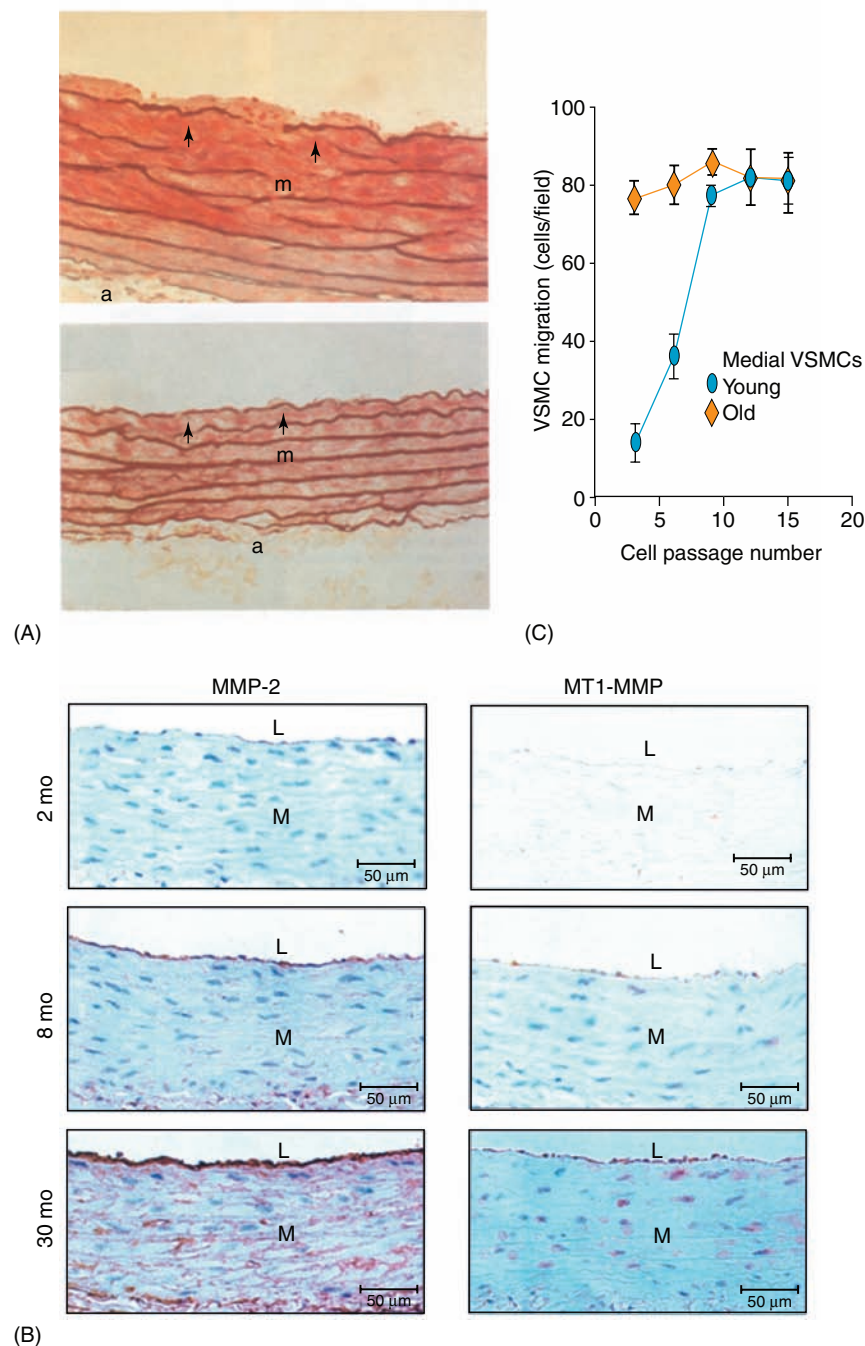 m
a
m
a
(A)
100
80
60
40
20
0
0
5
10
15
20
VSMC migration (cells/field)
Cell passage number
Medial VSMCs
Young
Old
(C)
MMP-2
MT1-MMP
2 mo
L
M
50 μm
L
M
50 μm
8 mo
L
M
50 μm
L
M
50 μm
30 mo
L
M
50 μm
L
M
50 μm
(B)